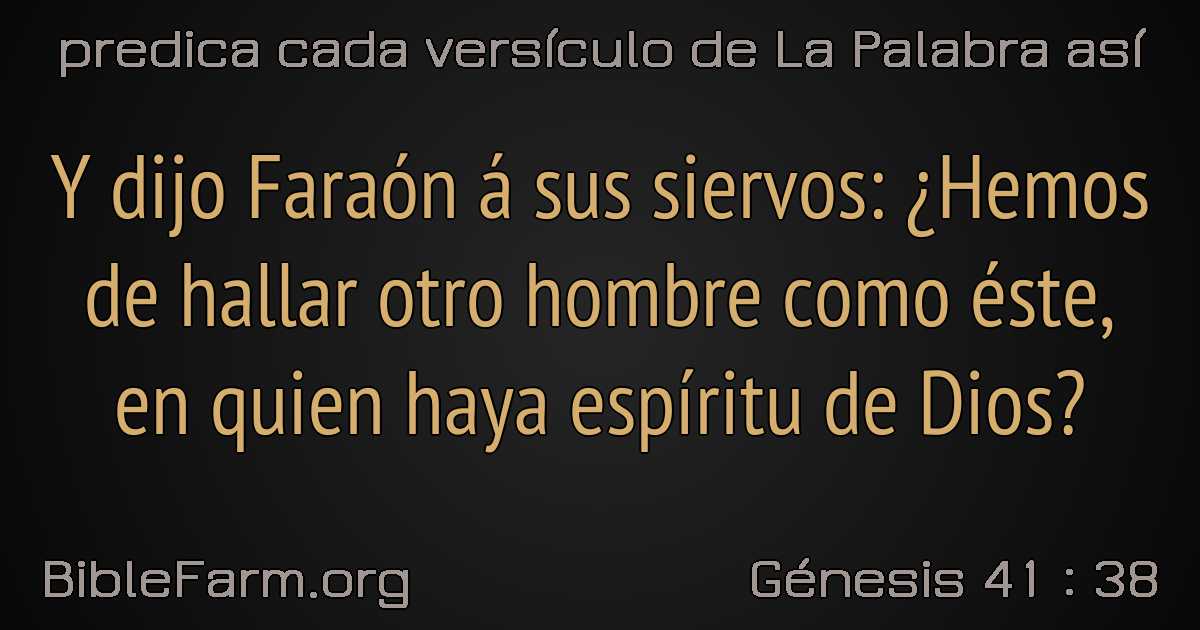 predica cada versículo de La Palabra así
Y dijo Faraón á sus siervos: ¿Hemos
de hallar otro hombre como éste,
en quien haya espíritu de Dios?
BibleFarm.org
Génesis 41 : 38